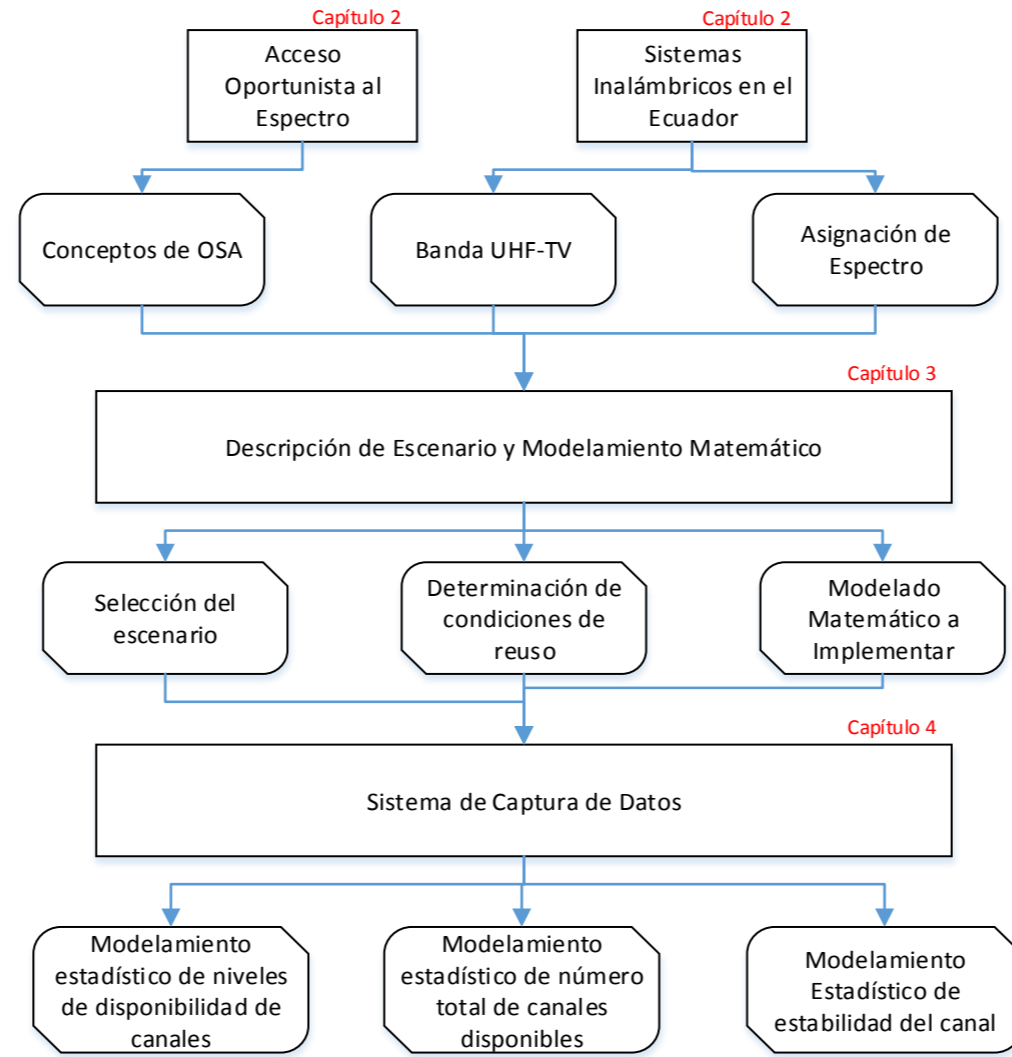 Capítulo 2
Acceso
Oportunista al
Espectro
Capítulo 2
Sistemas
Inalámbricos en el
Ecuador
Conceptos de OSA
Banda UHF-TV
Asignación de
Espectro
Capítulo 3
Descripción de Escenario y Modelamiento Matemático
Selección del
escenario
Determinación de
condiciones de
reuso
Modelado
Matemático a
Implementar
Capítulo 4
Sistema de Captura de Datos
Modelamiento
estadístico de niveles
de disponibilidad de
canales
Modelamiento
estadístico de número
total de canales
disponibles
Modelamiento
Estadístico de
estabilidad del canal